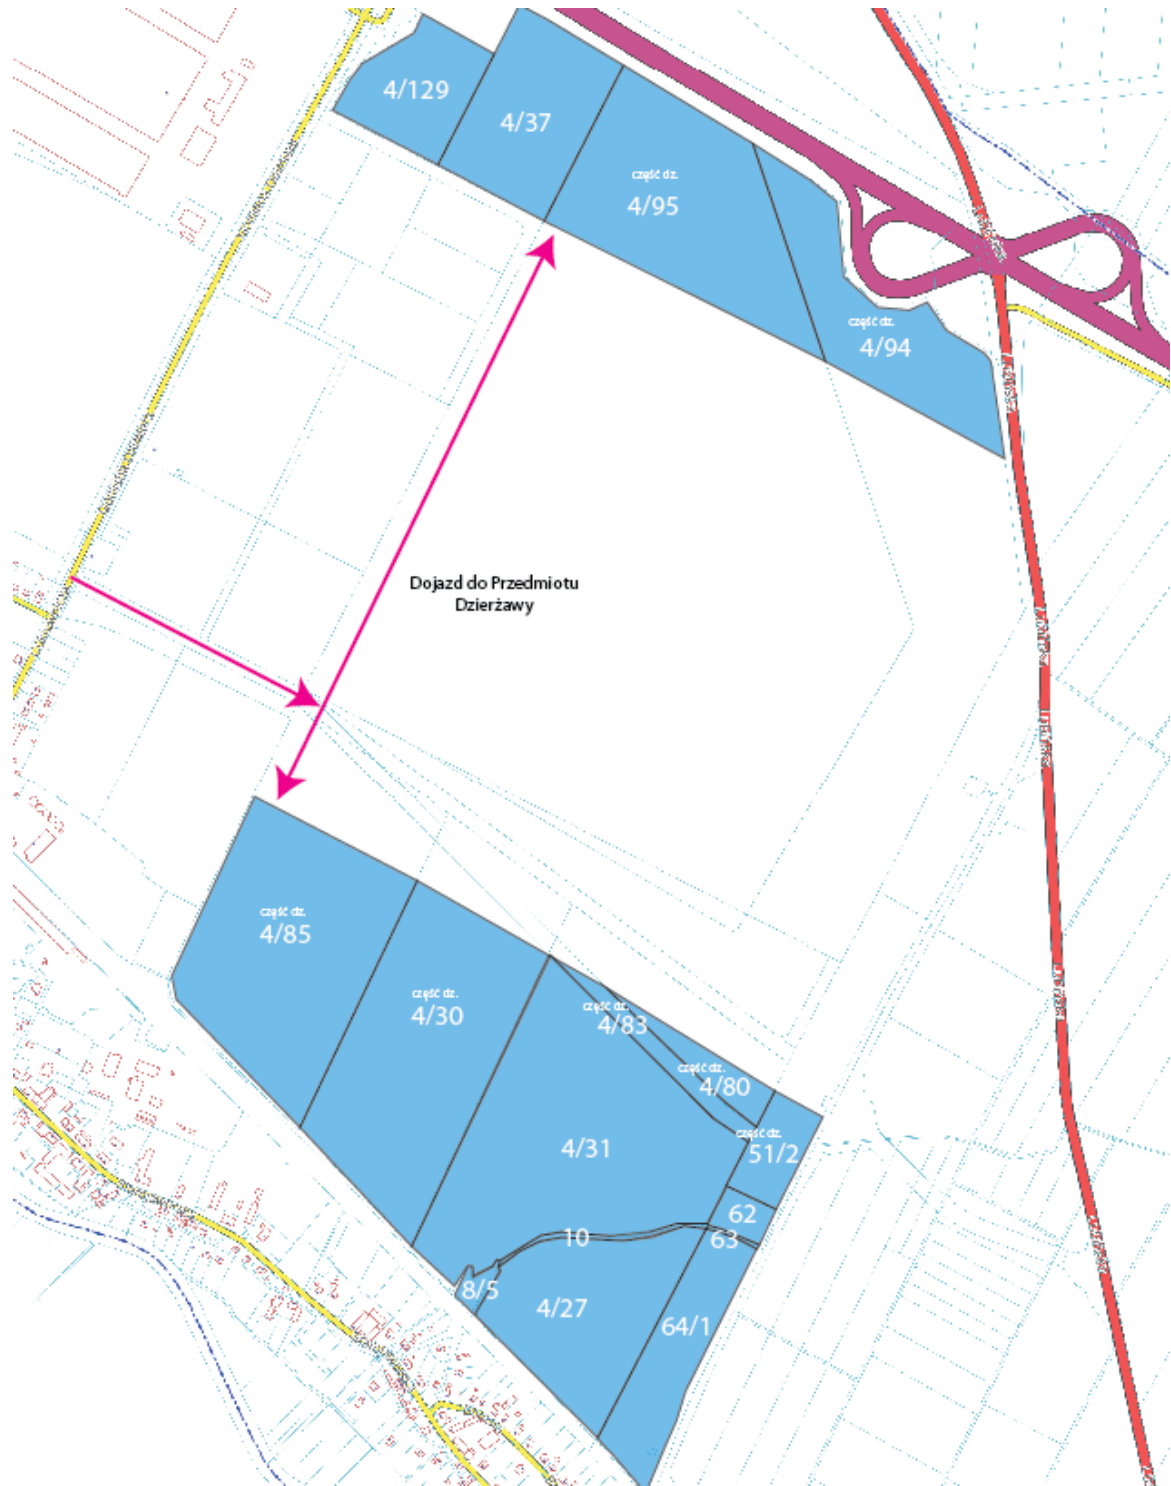 4/129
4/37
część dz.
4/95
część dz.
4/94
Dojazd do Przedmiotu
Dzierżawy
część dz.
4/85
część dz.
4/30
część dz.
4/83
część dz.
4/80
część dz.
51/2
4/31
62
63
10
8/5
4/27
64/1